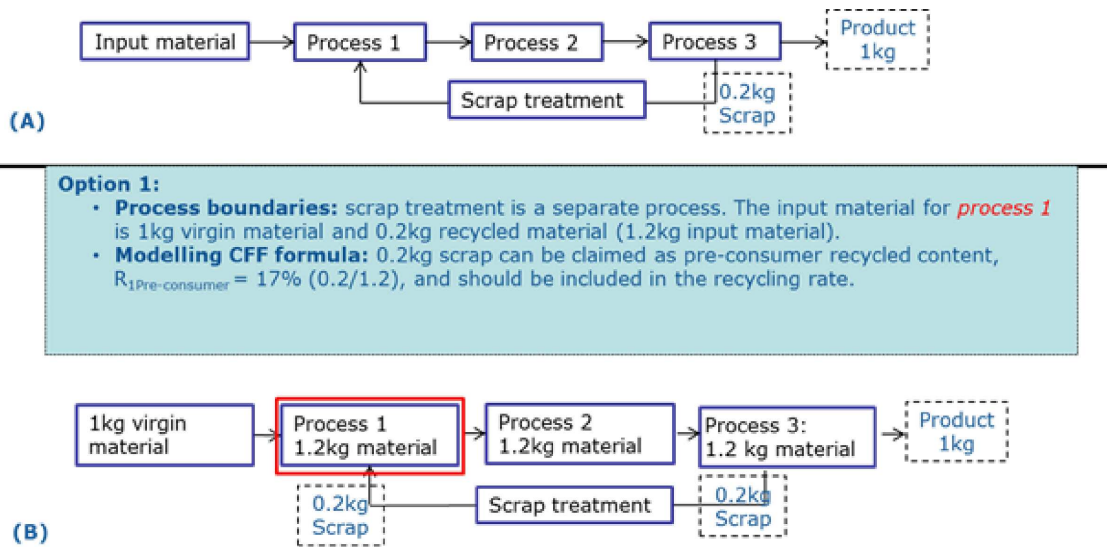 Input material
Process 1
Process 2
Process 3
Product
1kg
Scrap treatment
0.2kg
Scrap
(A)
Option 1:
• Process boundaries: scrap treatment is a separate process. The input material for process 1
is 1kg virgin material and 0.2kg recycled material (1.2kg input material).
• Modelling CFF formula: 0.2kg scrap can be claimed as pre-consumer recycled content,
R1Pre-consumer = 17% (0.2/1.2), and should be included in the recycling rate.
1kg virgin
material
Process 1
1.2kg material
Process 2
1.2kg material
Process 3:
1.2 kg material
Product
1kg
0.2kg
Scrap
Scrap treatment
0.2kg
Scrap
(B)